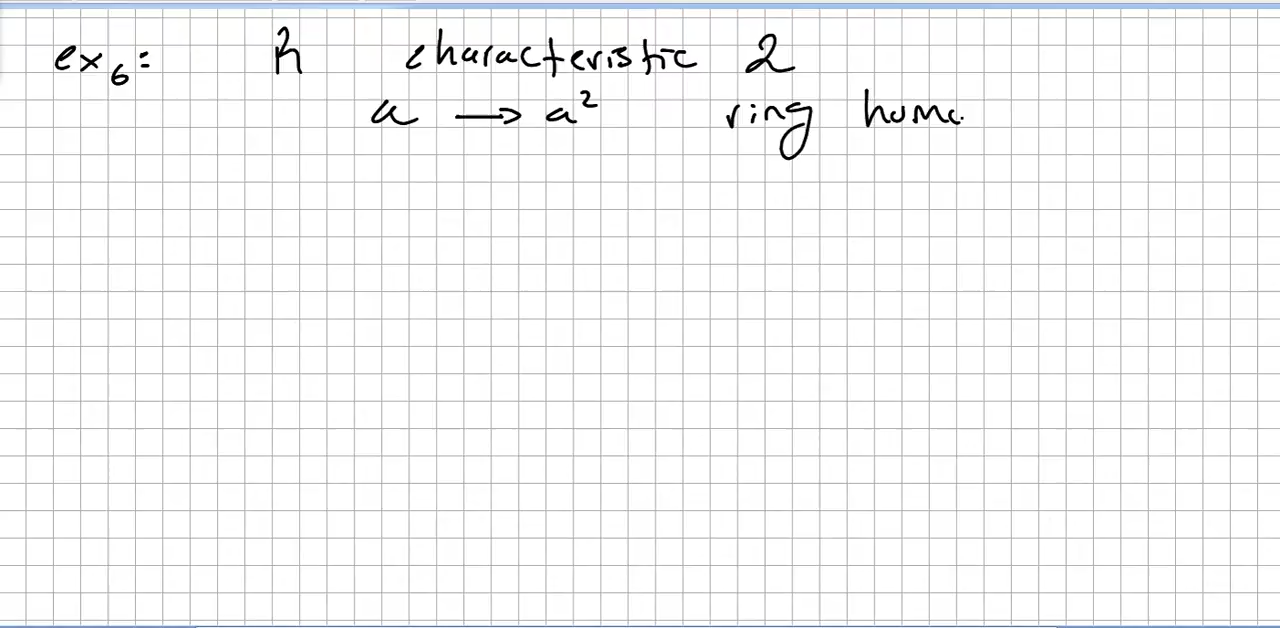 ex₆: R characteristic 2
a → a² ring homo